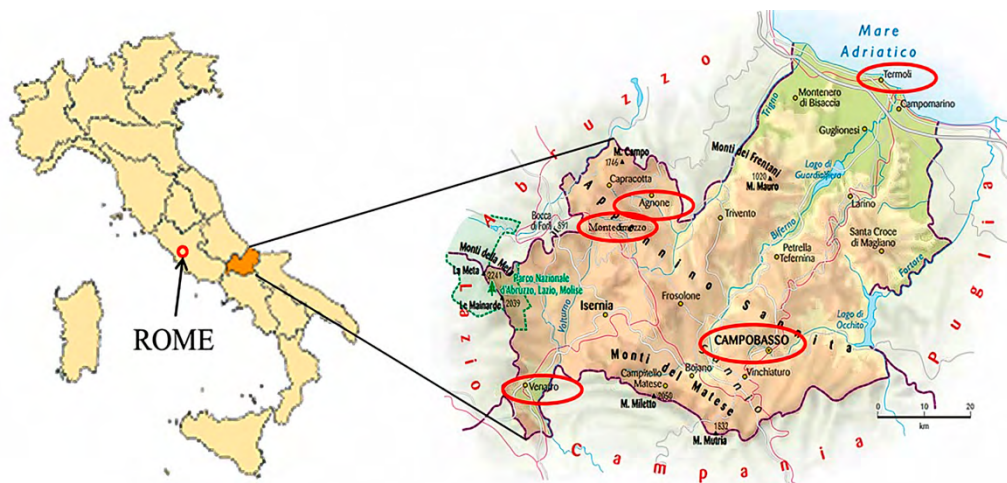 ROME
Mare
Adriatico
Termoli
Montenero
di Bisaccia
Campomarino
Trigno
Guglionesi
Abruzzo
M. Campo
1746
Monti dei Frentani
1020
M. Mauro
Lago di
Guardialfiera
Capracotta
Agnone
Larino
Bocca
di Forlì
891
Montedimezzo
Trivento
Biferno
Santa Croce
di Magliano
Petrella
Tifernina
Fortore
Appennino Sannita
Monti della Meta
La Meta
2241
Parco Nazionale
d'Abruzzo, Lazio, Molise
Le Mainarde
2039
Isernia
Frosolone
Volturno
Lago di
Occhito
CAMPOBASSO
Sannio
Monti del Matese
Bojano
Vinchiaturo
Campitello
Matese
Venafro
M. Miletto
2050
1832
M. Mutria
Lazio
Campania
Puglia
0
10
20
km